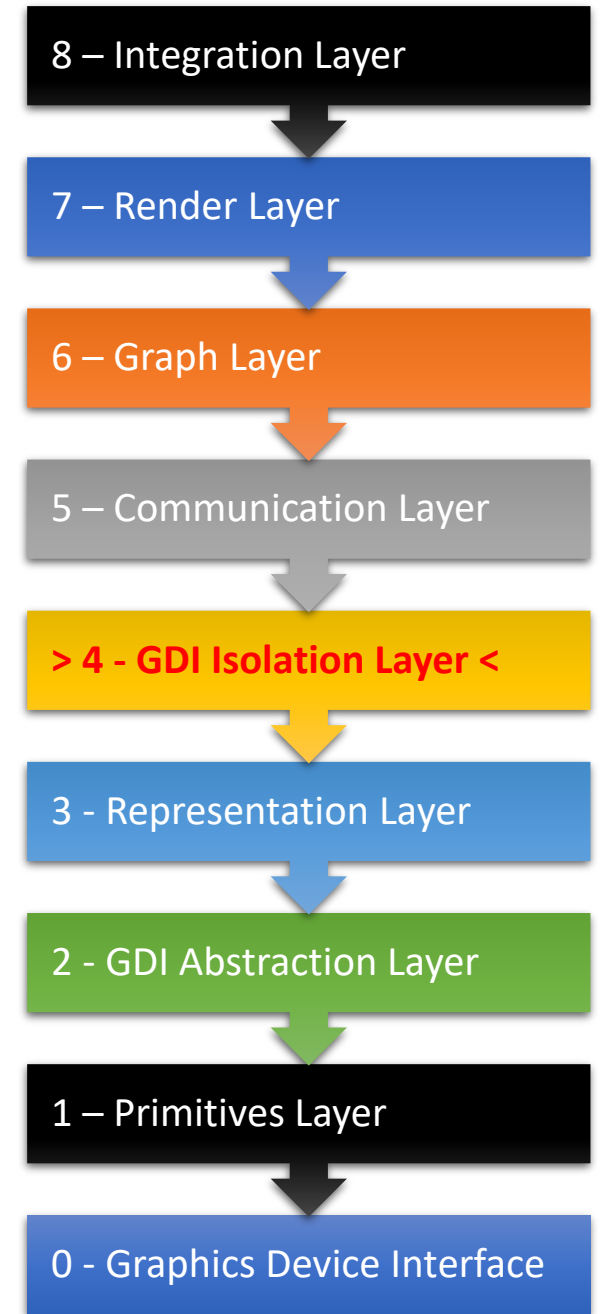 8 – Integration Layer
7 – Render Layer
6 – Graph Layer
5 – Communication Layer
> 4 - GDI Isolation Layer <
3 - Representation Layer
2 - GDI Abstraction Layer
1 – Primitives Layer
0 - Graphics Device Interface